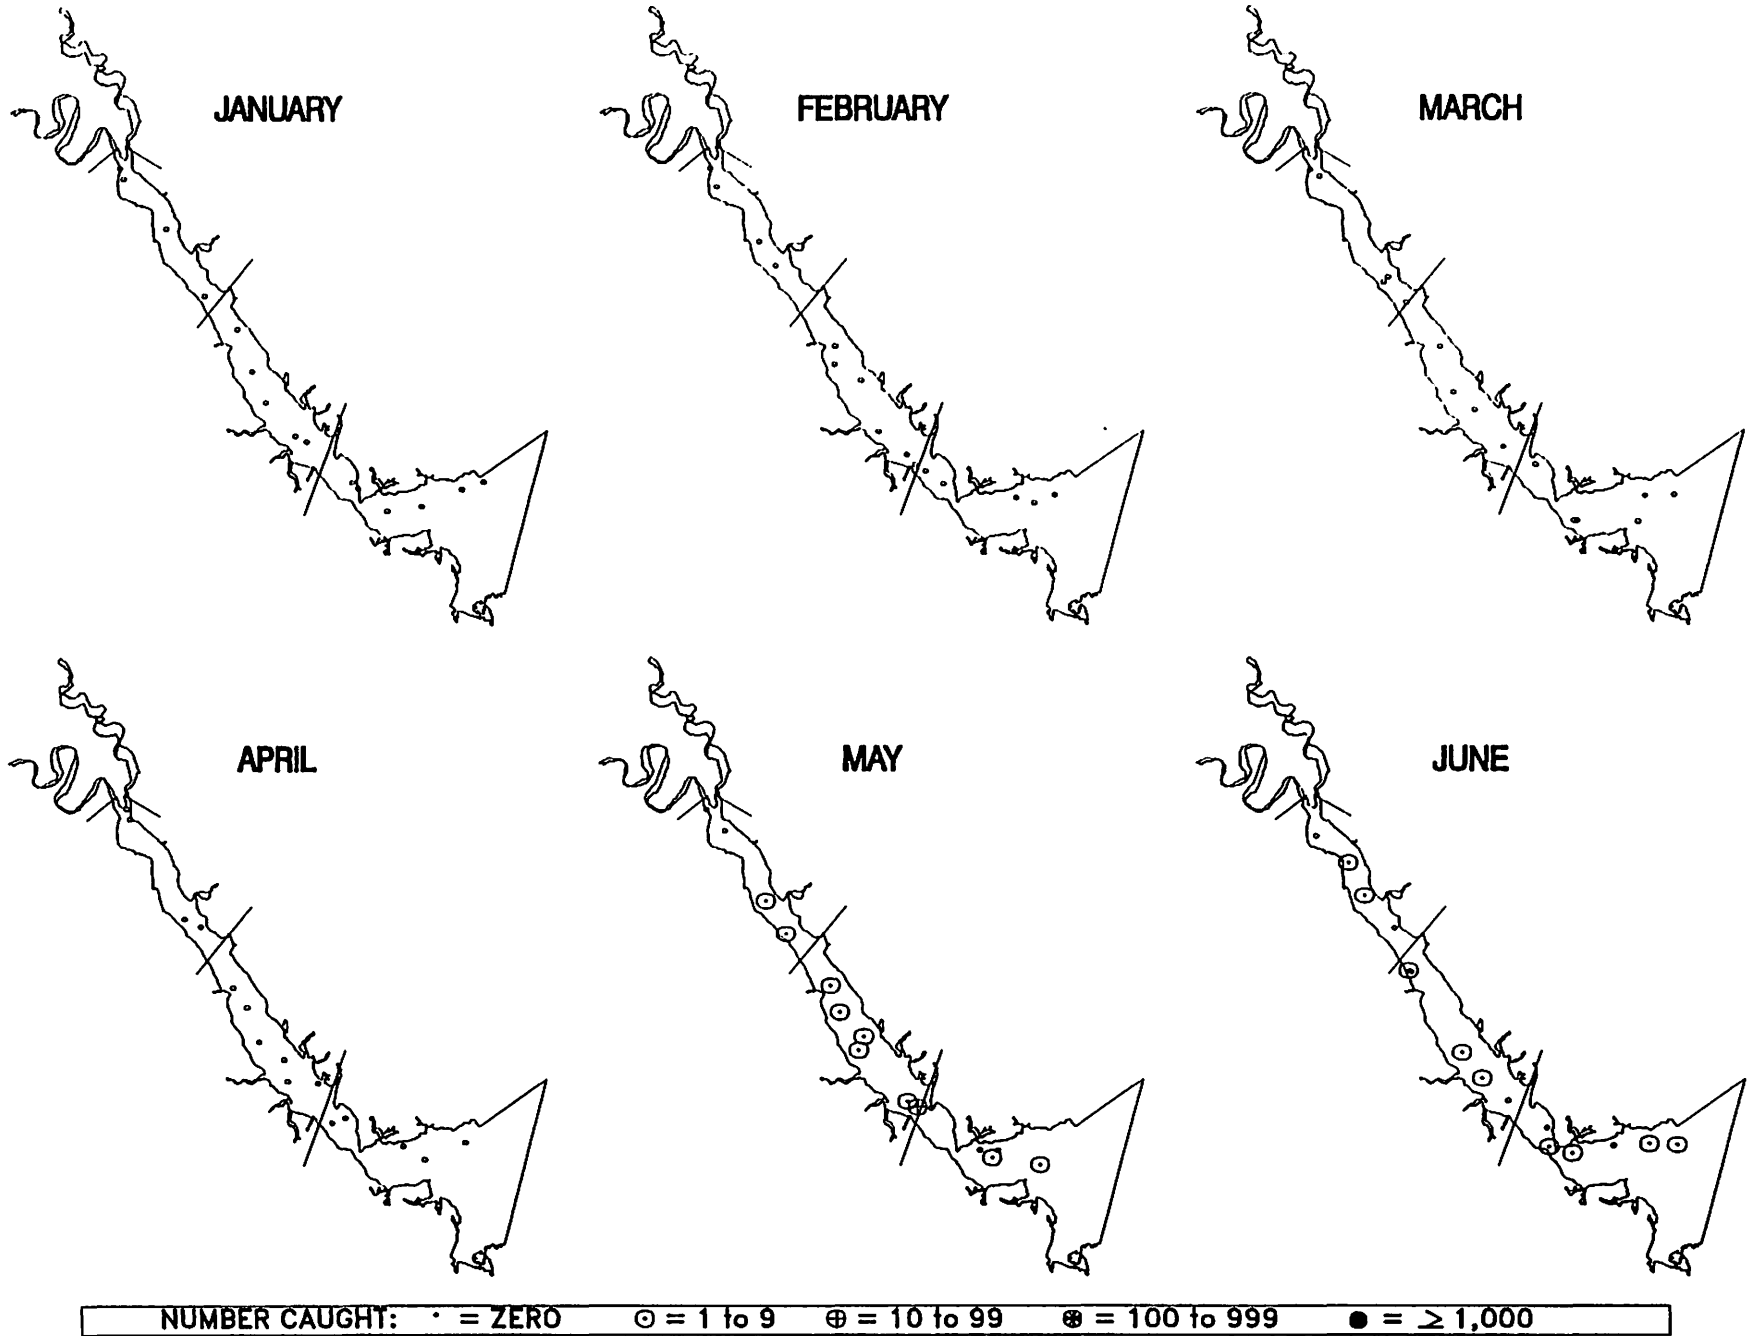 JANUARY FEBRUARY MARCH
APRIL MAY JUNE
NUMBER CAUGHT: · = ZERO ⊙ = 1 to 9 ⊕ = 10 to 99 ⊛ = 100 to 999 ● = ≥ 1,000